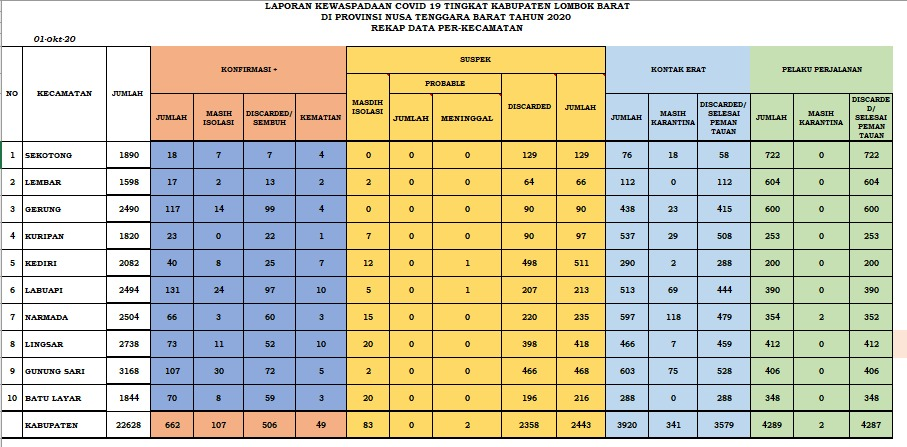 LAPORAN KEWASPADAAN COVID 19 TINGKAT KABUPATEN LOMBOK BARAT
DI PROVINSI NUSA TENGGARA BARAT TAHUN 2020
REKAP DATA PER-KECAMATAN
01-Okt-20
NO KECAMATAN JUMLAH KONFIRMASI + SUSPEK KONTAK ERAT PELAKU PERJALANAN
MASDIH ISOLASI PROBABLE DISCARDED JUMLAH
JUMLAH MASIH ISOLASI DISCARDED/ SEMBUH KEMATIAN JUMLAH MENINGGAL JUMLAH MASIH KARANTINA DISCARDED/ SELESAI PEMAN TAUAN JUMLAH MASIH KARANTINA DISCARDE D/ SELESAI PEMAN TAUAN
1 SEKOTONG 1890 18 7 7 4 0 0 0 129 129 76 18 58 722 0 722
2 LEMBAR 1598 17 2 13 2 2 0 0 64 66 112 0 112 604 0 604
3 GERUNG 2490 117 14 99 4 0 0 0 90 90 438 23 415 600 0 600
4 KURIPAN 1820 23 0 22 1 7 0 0 90 97 537 29 508 253 0 253
5 KEDIRI 2082 40 8 25 7 12 0 1 498 511 290 2 288 200 0 200
6 LABUAPI 2494 131 24 97 10 5 0 1 207 213 513 69 444 390 0 390
7 NARMADA 2504 66 3 60 3 15 0 0 220 235 597 118 479 354 2 352
8 LINGSAR 2738 73 11 52 10 20 0 0 398 418 466 7 459 412 0 412
9 GUNUNG SARI 3168 107 30 72 5 2 0 0 466 468 603 75 528 406 0 406
10 BATU LAYAR 1844 70 8 59 3 20 0 0 196 216 288 0 288 348 0 348
KABUPATEN 22628 662 107 506 49 83 0 2 2358 2443 3920 341 3579 4289 2 4287